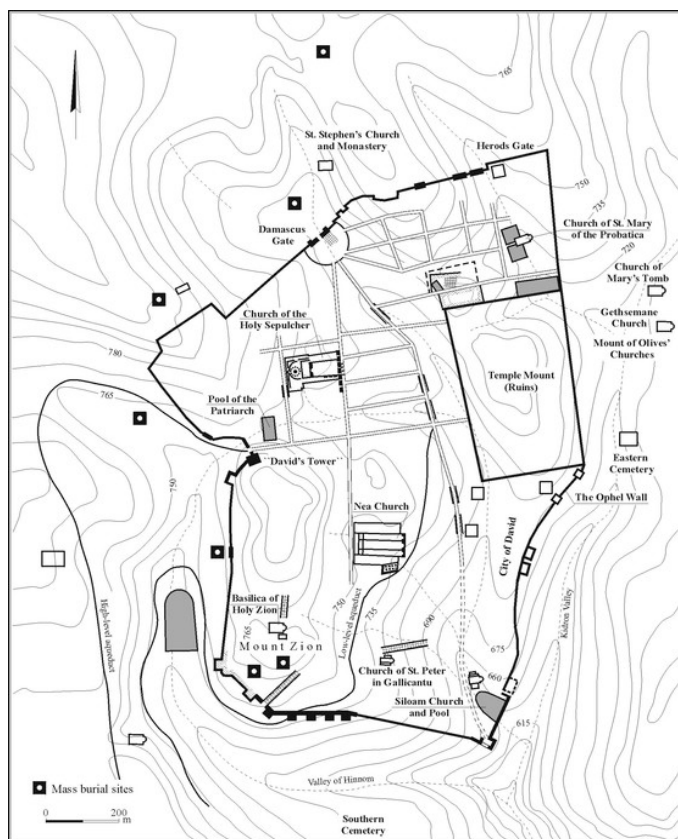 765
St. Stephen's Church
and Monastery
Herods Gate
750
735
Damascus
Gate
Church of St. Mary
of the Probatica
720
Church of
Mary's Tomb
Church of the
Holy Sepulcher
Gethsemane
Church
Mount of Olives'
Churches
780
765
Temple Mount
(Ruins)
Pool of the
Patriarch
"David's Tower"
Eastern
Cemetery
750
The Ophel Wall
Nea Church
City of David
Kidron Valley
High-level aqueduct
Basilica of
Holy Zion
750
735
690
Low-level aqueduct
765
Mount Zion
675
660
Church of St. Peter
in Gallicantu
Siloam Church
and Pool
615
Valley of Hinnom
Mass burial sites
0 200
m
Southern
Cemetery